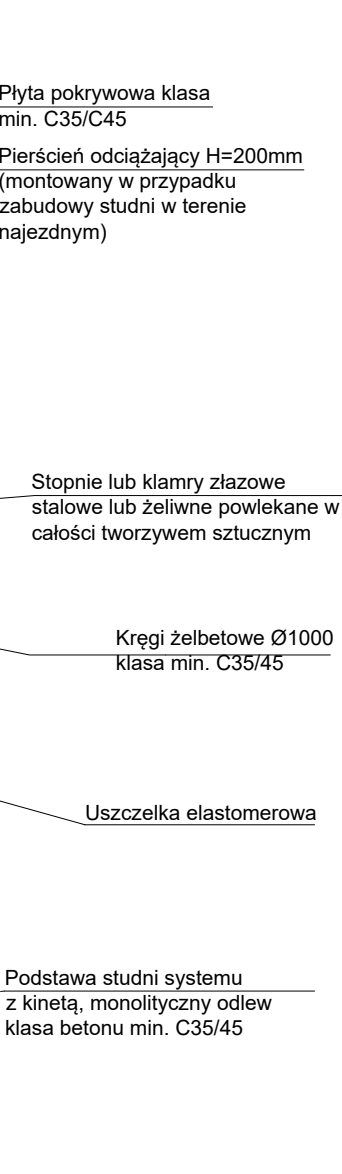 Płyta pokrywowa klasa
min. C35/C45
Pierścień odciążający H=200mm
(montowany w przypadku
zabudowy studni w terenie
najezdnym)
Stopnie lub klamry złazowe
stalowe lub żeliwne powlekane w
całości tworzywem sztucznym
Kręgi żelbetowe Ø1000
klasa min. C35/45
Uszczelka elastomerowa
Podstawa studni systemu
z kinetą, monolityczny odlew
klasa betonu min. C35/45